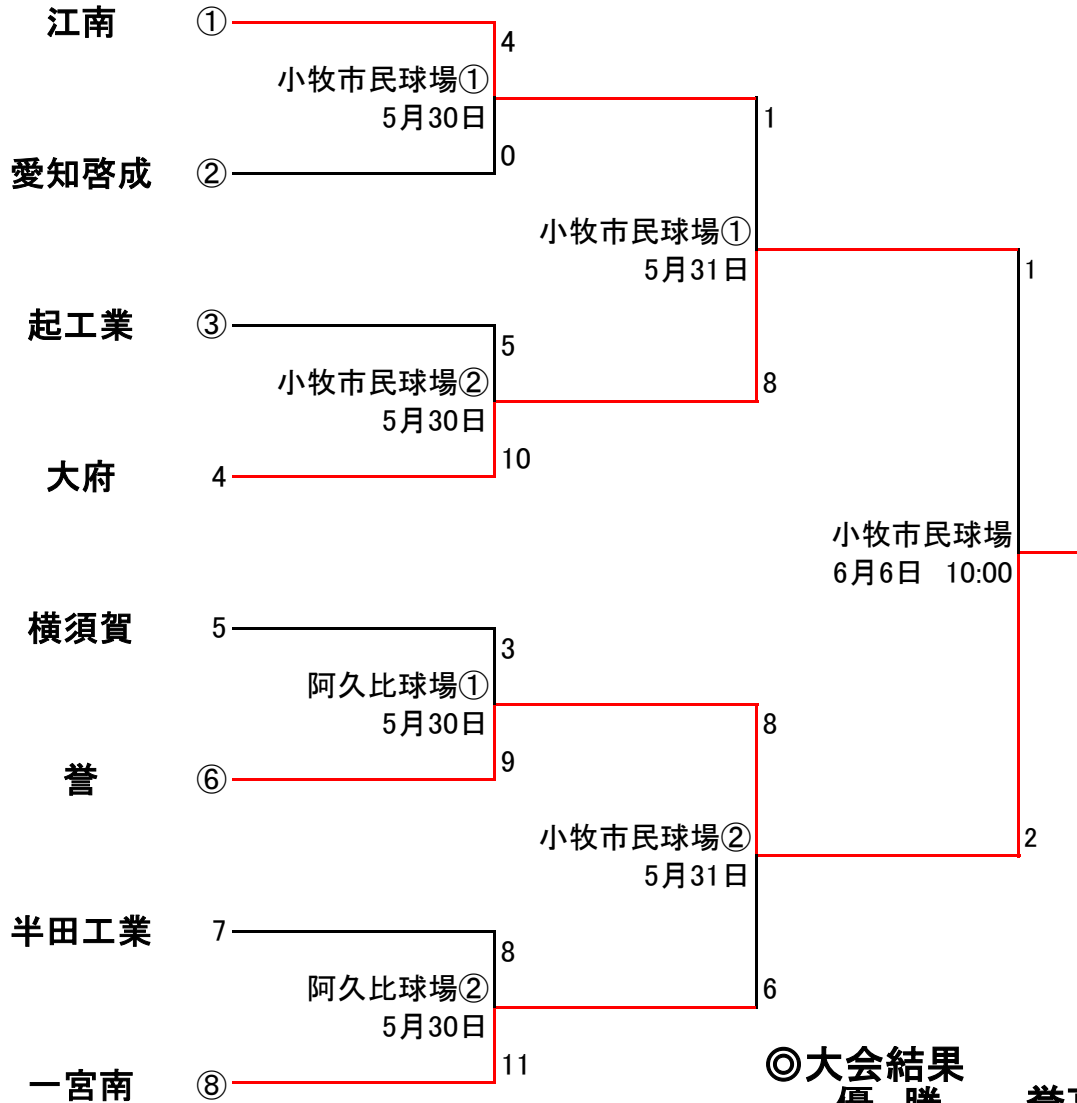 江南 ①
4
小牧市民球場①
5月30日
1
0
愛知啓成 ②
小牧市民球場①
5月31日
1
起工業 ③
5
小牧市民球場②
5月30日
8
10
大府 4
小牧市民球場
6月6日 10:00
横須賀 5
3
阿久比球場①
5月30日
8
9
誉 ⑥
小牧市民球場②
5月31日
2
半田工業 7
8
阿久比球場②
5月30日
6
11
一宮南 ⑧
◎大会結果
優 勝 誉